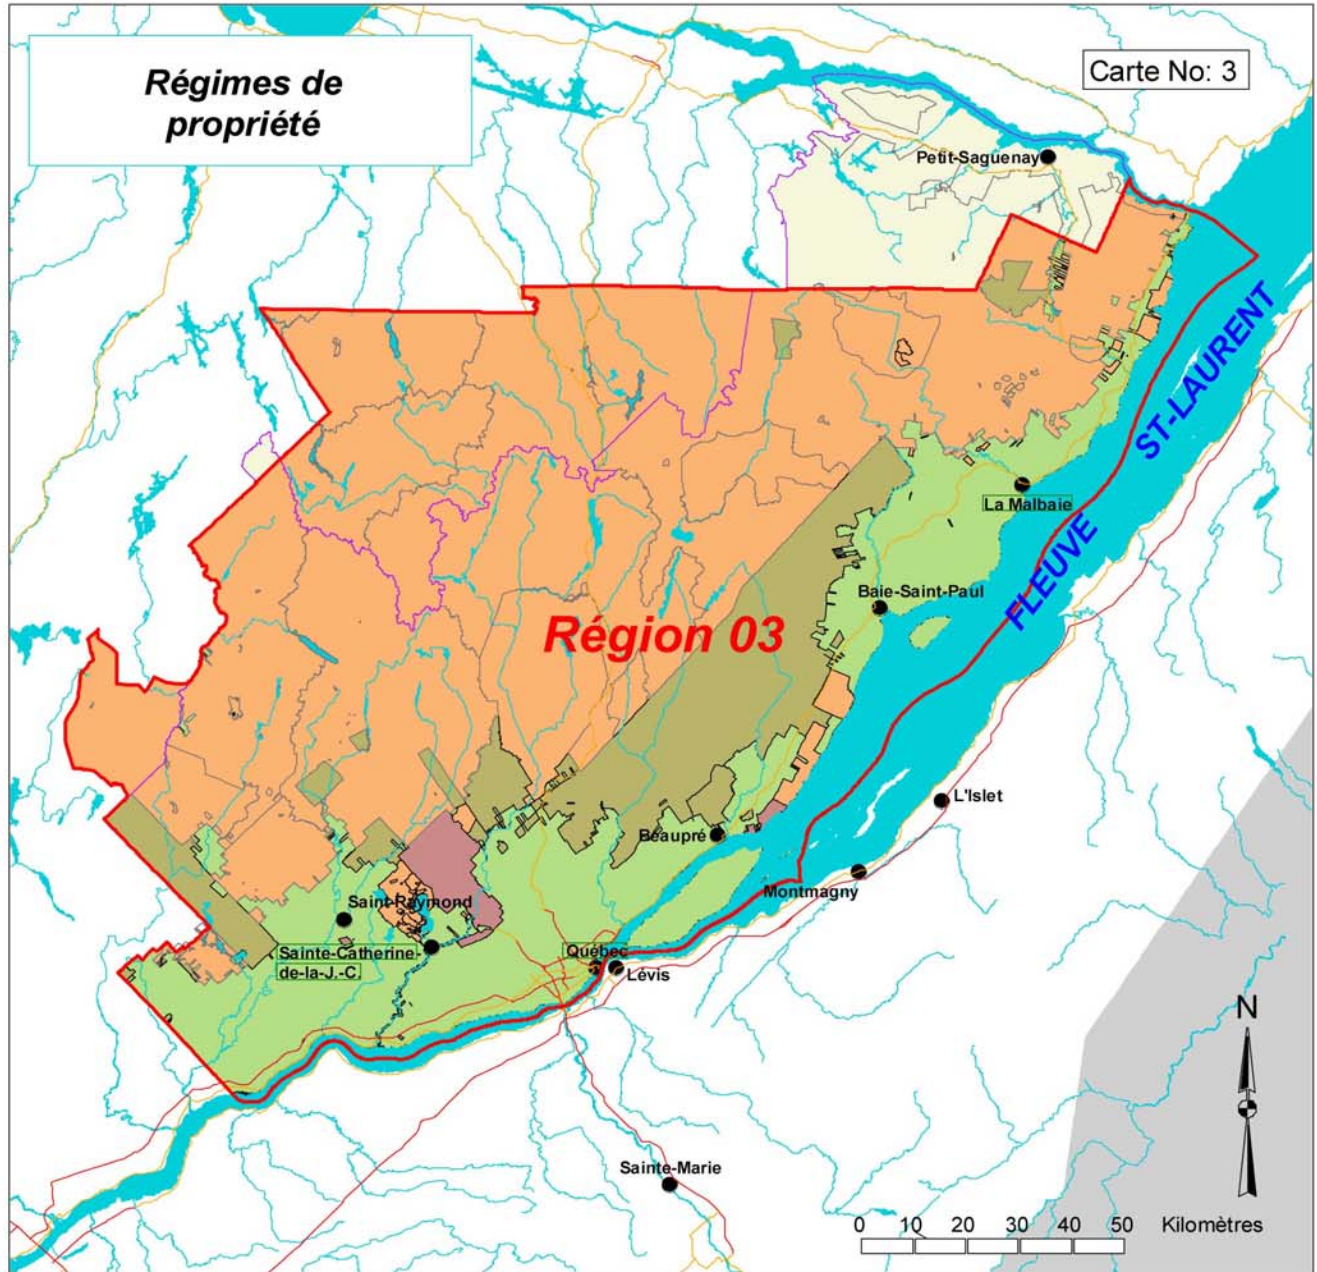 Régimes de
propriété
Carte No: 3
Petit-Saguenay
ST-LAURENT
FLEUVE
La Malbaie
Baie-Saint-Paul
Région 03
L'Islet
Beaupré
Montmagny
Saint-Raymond
Sainte-Catherine-
de-la-J.-C.
Québec
Lévis
N
Sainte-Marie
0 10 20 30 40 50 Kilomètres